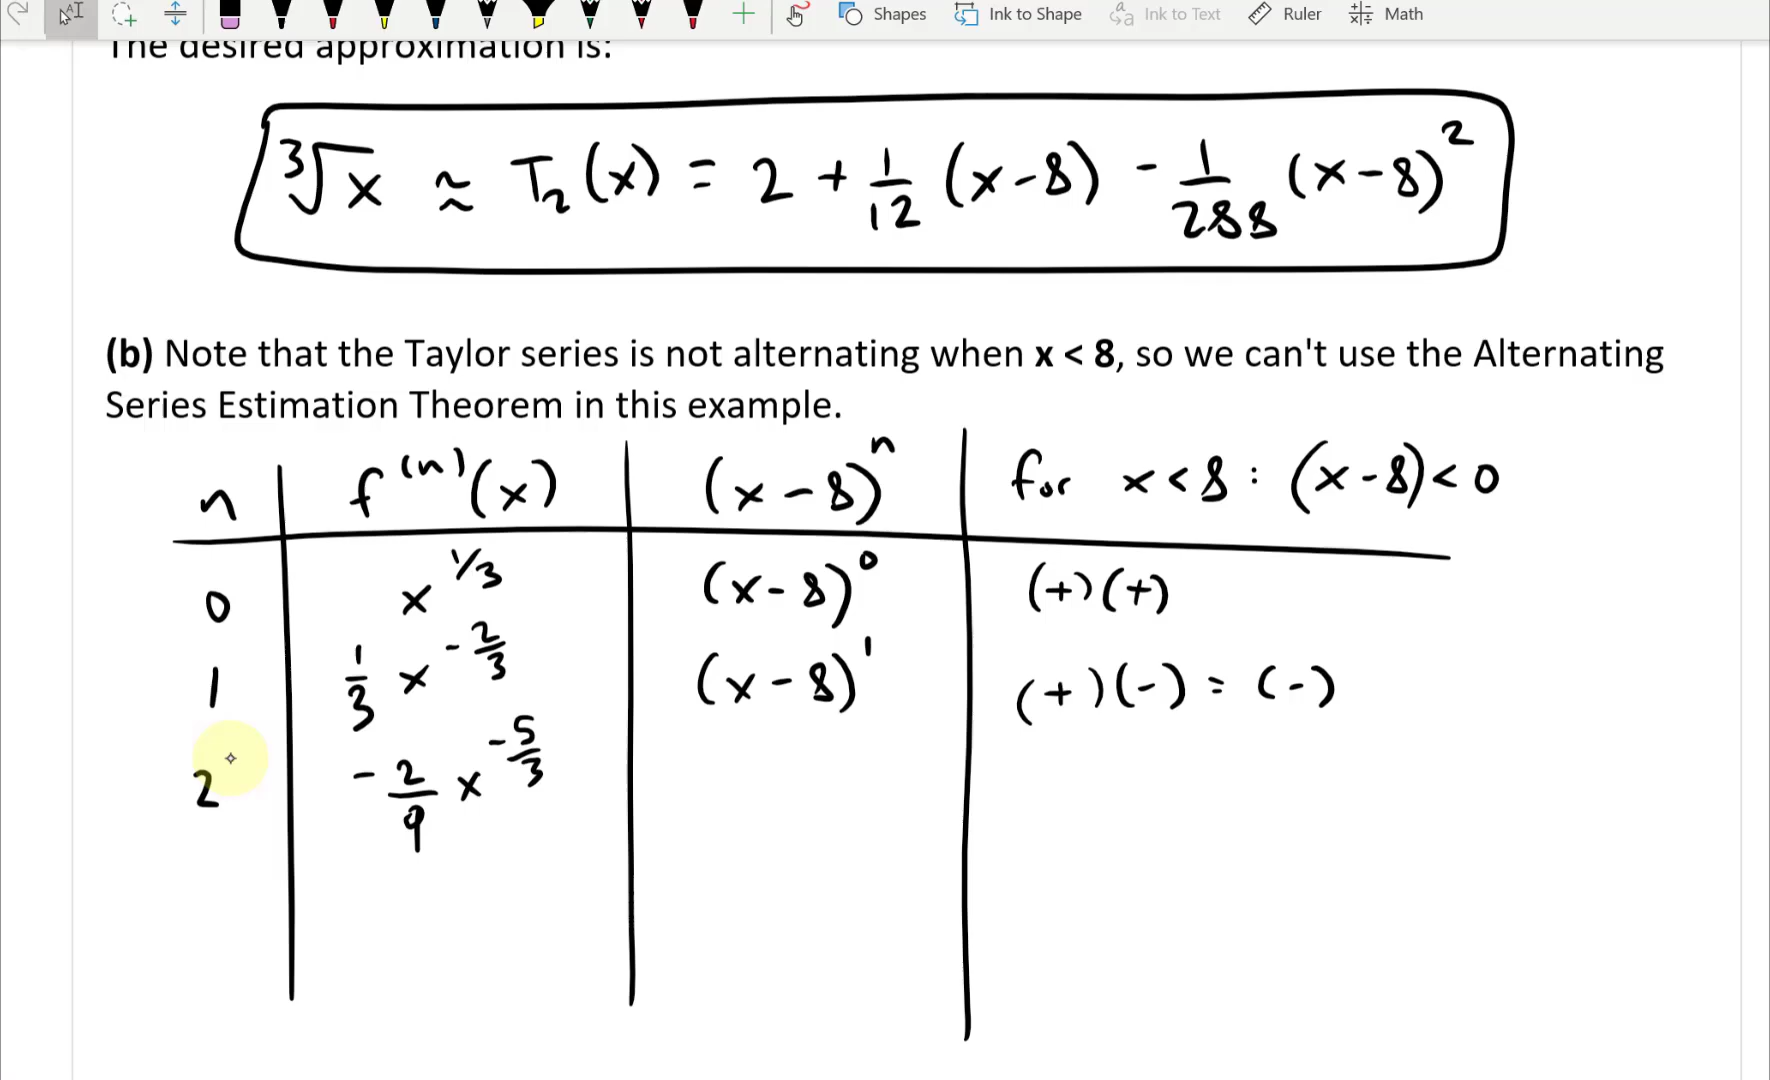 Shapes Ink to Shape Ink to Text Ruler Math
The desired approximation is:
∛x ≈ T₂(x) = 2 + 1/12 (x-8) - 1/288 (x-8)²
(b) Note that the Taylor series is not alternating when x < 8, so we can't use the Alternating
Series Estimation Theorem in this example.
n f⁽ⁿ⁾(x) (x-8)ⁿ for x<8 : (x-8)<0
0 x^1/3 (x-8)⁰ (+)(+)
1 1/3 x^-2/3 (x-8)¹ (+)(-) = (-)
2 -2/9 x^-5/3